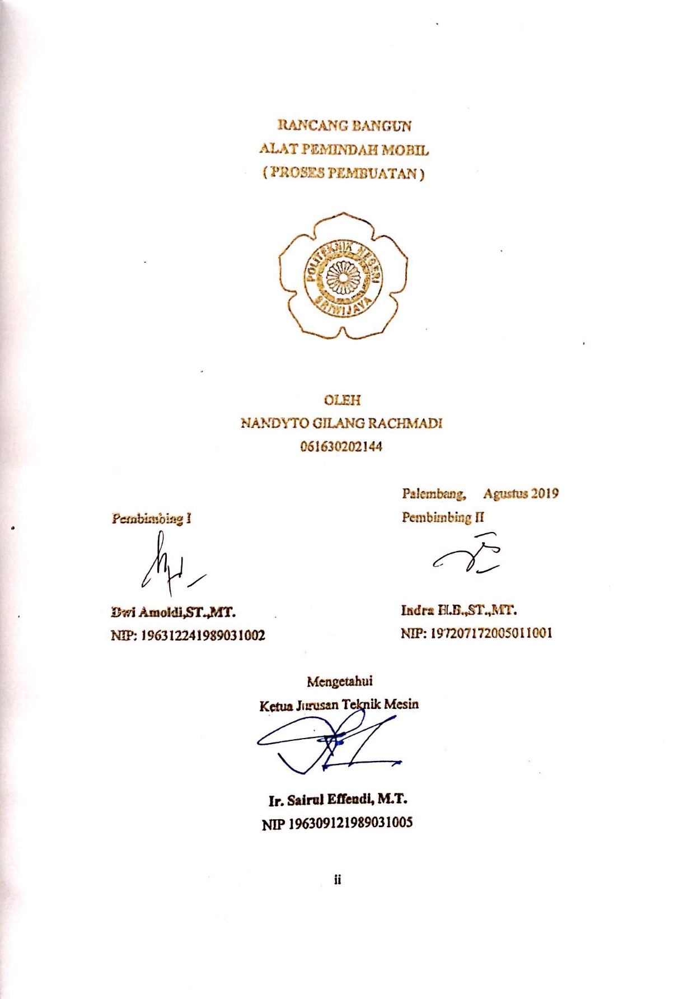 RANCANG BANGUN
ALAT PEMINDAH MOBIL
( PROSES PEMBUATAN )
POLITEKNIK NEGERI
SRIWIJAYA
OLEH
NANDYTO GILANG RACHMADI
061630202144
Palembang, Agustus 2019
Pembimbing I
Pembimbing II
Dwi Arnoldi,ST.,MT.
Indra H.B.,ST.,MT.
NIP: 196312241989031002
NIP: 197207172005011001
Mengetahui
Ketua Jurusan Teknik Mesin
Ir. Sairul Effendi, M.T.
NIP 196309121989031005
ii